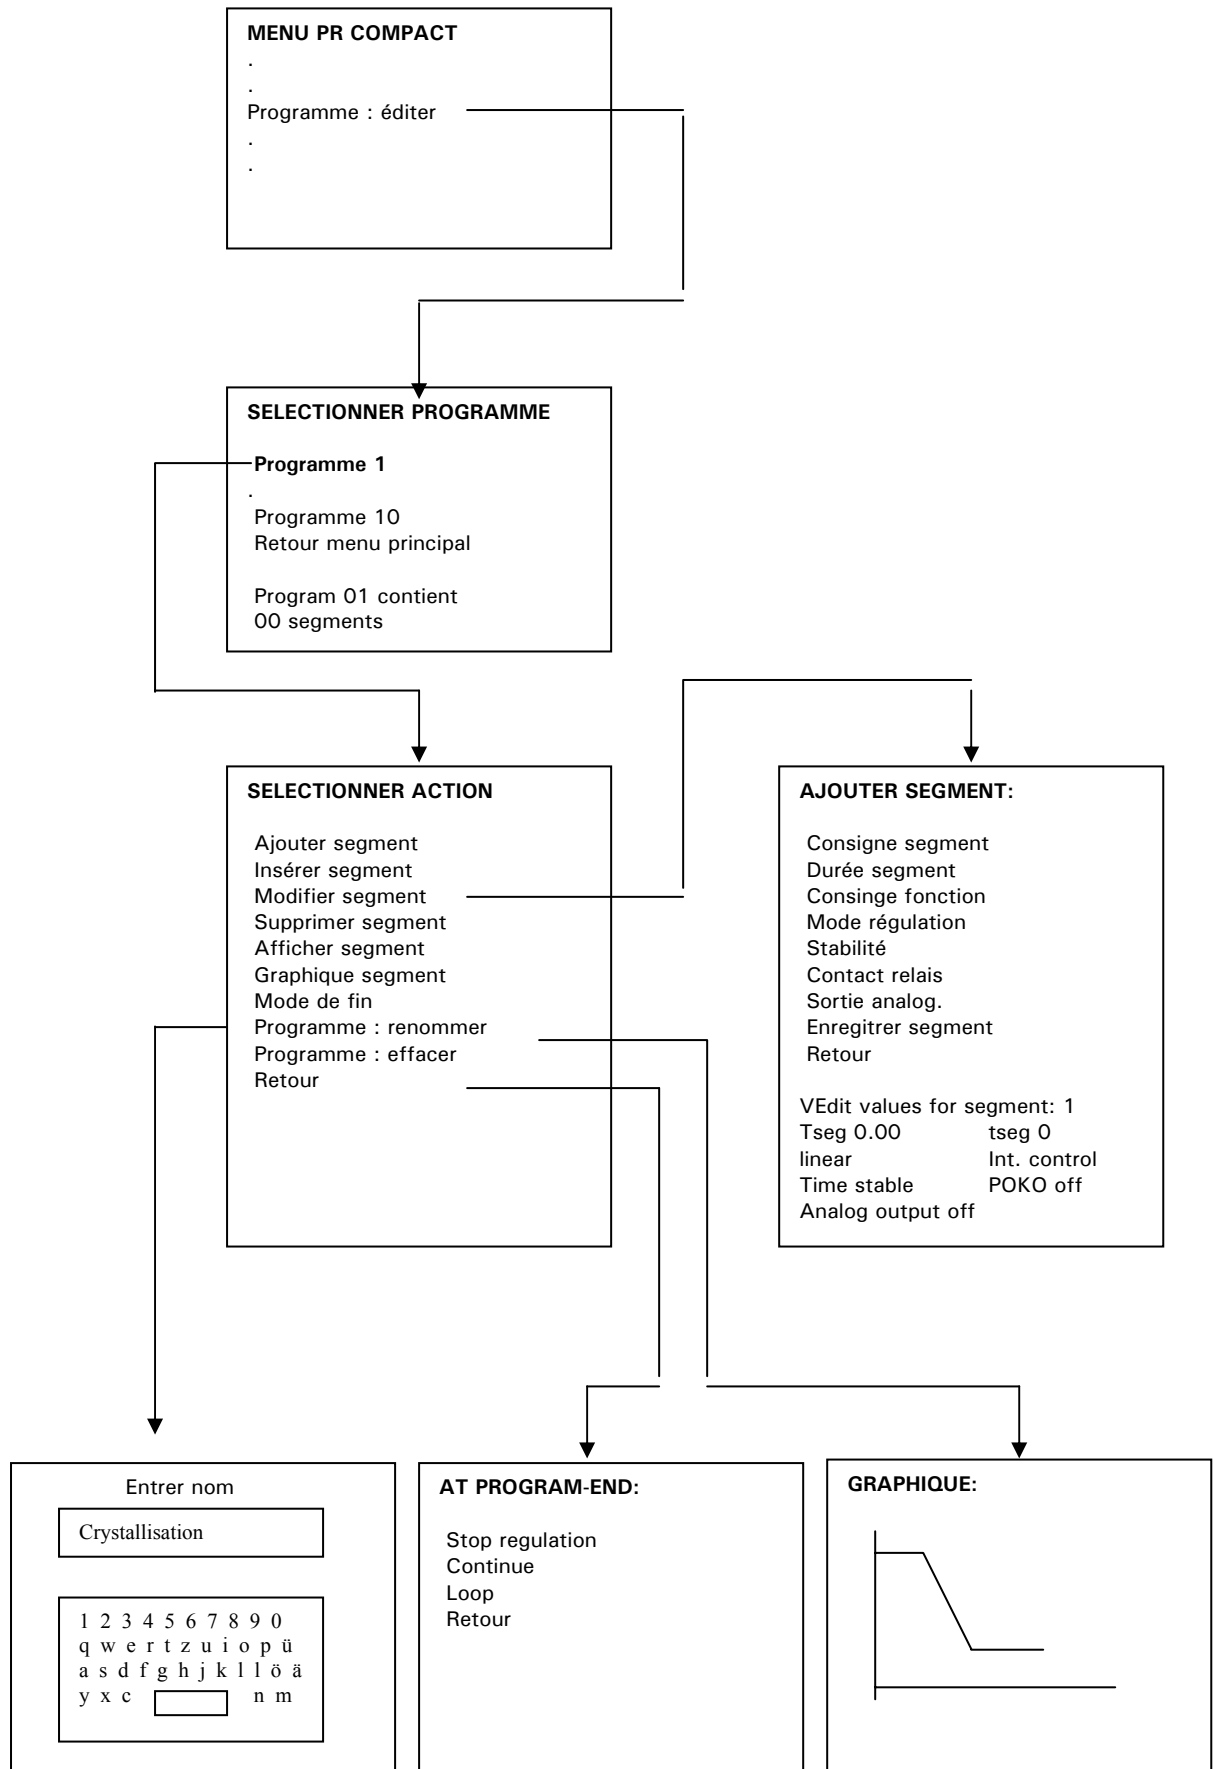 MENU PR COMPACT
.
.
Programme : éditer
.
.
SELECTIONNER PROGRAMME
Programme 1
.
Programme 10
Retour menu principal
Program 01 contient
00 segments
SELECTIONNER ACTION
Ajouter segment
Insérer segment
Modifier segment
Supprimer segment
Afficher segment
Graphique segment
Mode de fin
Programme : renommer
Programme : effacer
Retour
AJOUTER SEGMENT:
Consigne segment
Durée segment
Consinge fonction
Mode régulation
Stabilité
Contact relais
Sortie analog.
Enregitrer segment
Retour
VEdit values for segment: 1
Tseg 0.00 tseg 0
linear Int. control
Time stable POKO off
Analog output off
Entrer nom
Crystallisation
1 2 3 4 5 6 7 8 9 0
q w e r t z u i o p ü
a s d f g h j k l l ö ä
y x c n m
AT PROGRAM-END:
Stop regulation
Continue
Loop
Retour
GRAPHIQUE: